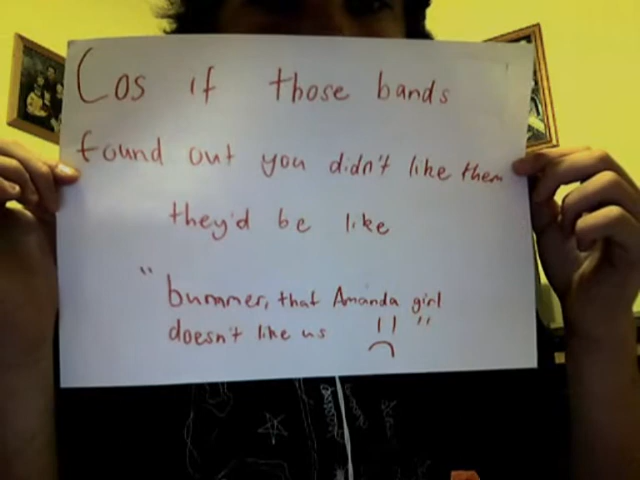 Cos if those bands
found out you didn't like them
they'd be like
"bummer, that Amanda girl
doesn't like us :( "